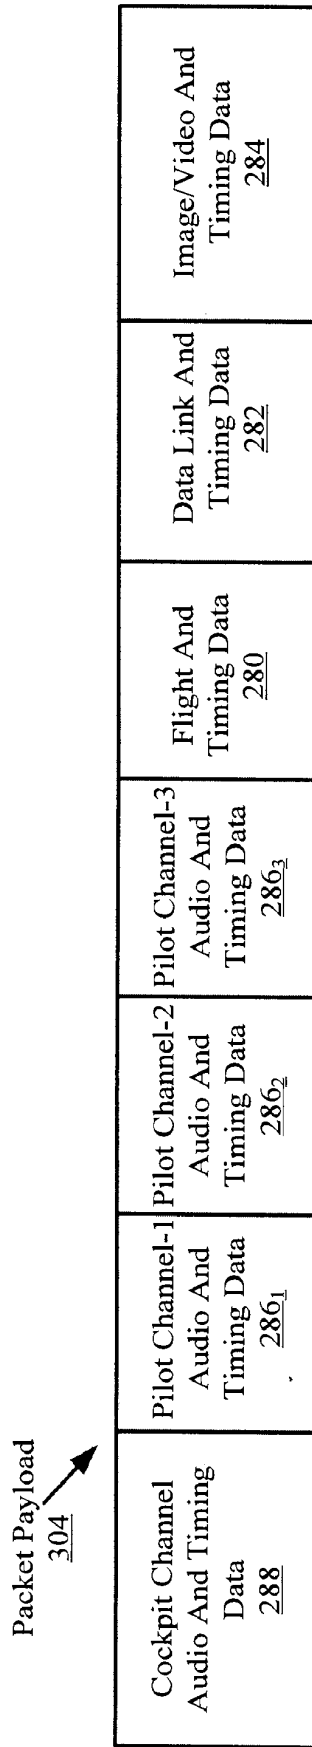 Packet Payload
304
Cockpit Channel
Audio And Timing
Data
288
Pilot Channel-1
Audio And
Timing Data
286₁
Pilot Channel-2
Audio And
Timing Data
286₂
Pilot Channel-3
Audio And
Timing Data
286₃
Flight And
Timing Data
280
Data Link And
Timing Data
282
Image/Video And
Timing Data
284